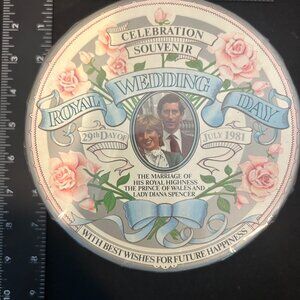 CELEBRATION
SOUVENIR
WEDDING
ROYAL DAY
29TH DAY OF JULY 1981
THE MARRIAGE OF
HIS ROYAL HIGHNESS
THE PRINCE OF WALES AND
LADY DIANA SPENCER
WITH BEST WISHES FOR FUTURE HAPPINESS